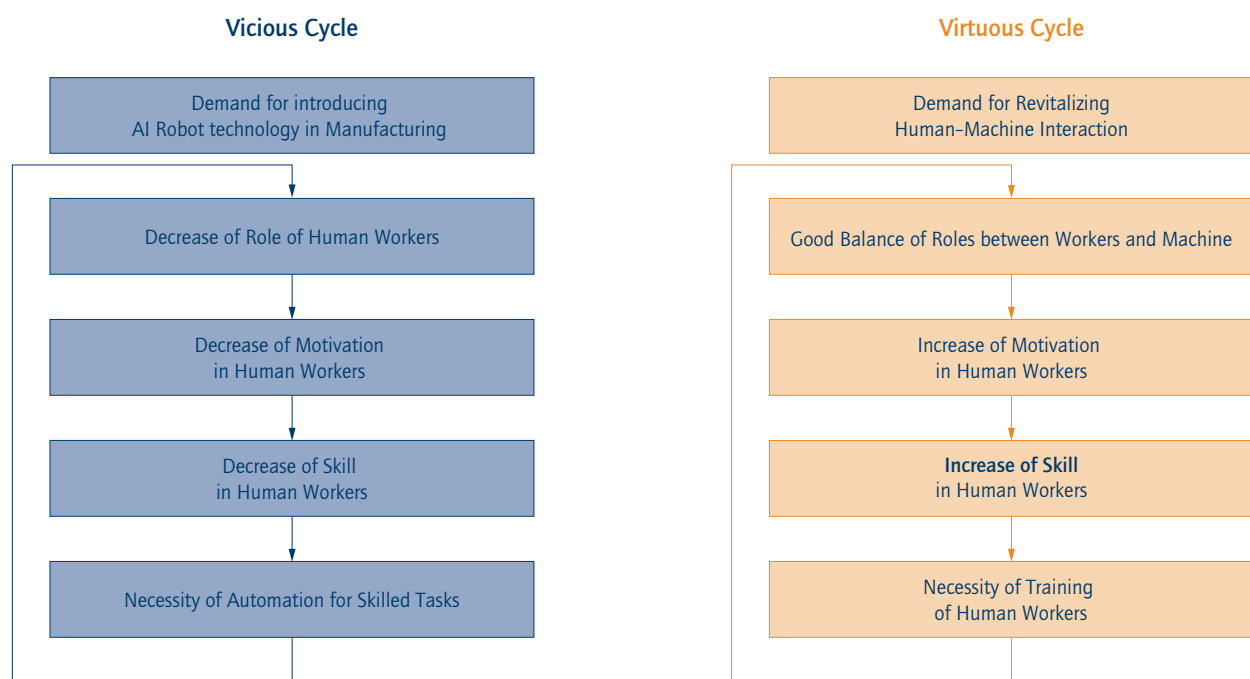 Vicious Cycle
Demand for introducing
AI Robot technology in Manufacturing
Decrease of Role of Human Workers
Decrease of Motivation
in Human Workers
Decrease of Skill
in Human Workers
Necessity of Automation for Skilled Tasks
Virtuous Cycle
Demand for Revitalizing
Human–Machine Interaction
Good Balance of Roles between Workers and Machine
Increase of Motivation
in Human Workers
Increase of Skill
in Human Workers
Necessity of Training
of Human Workers